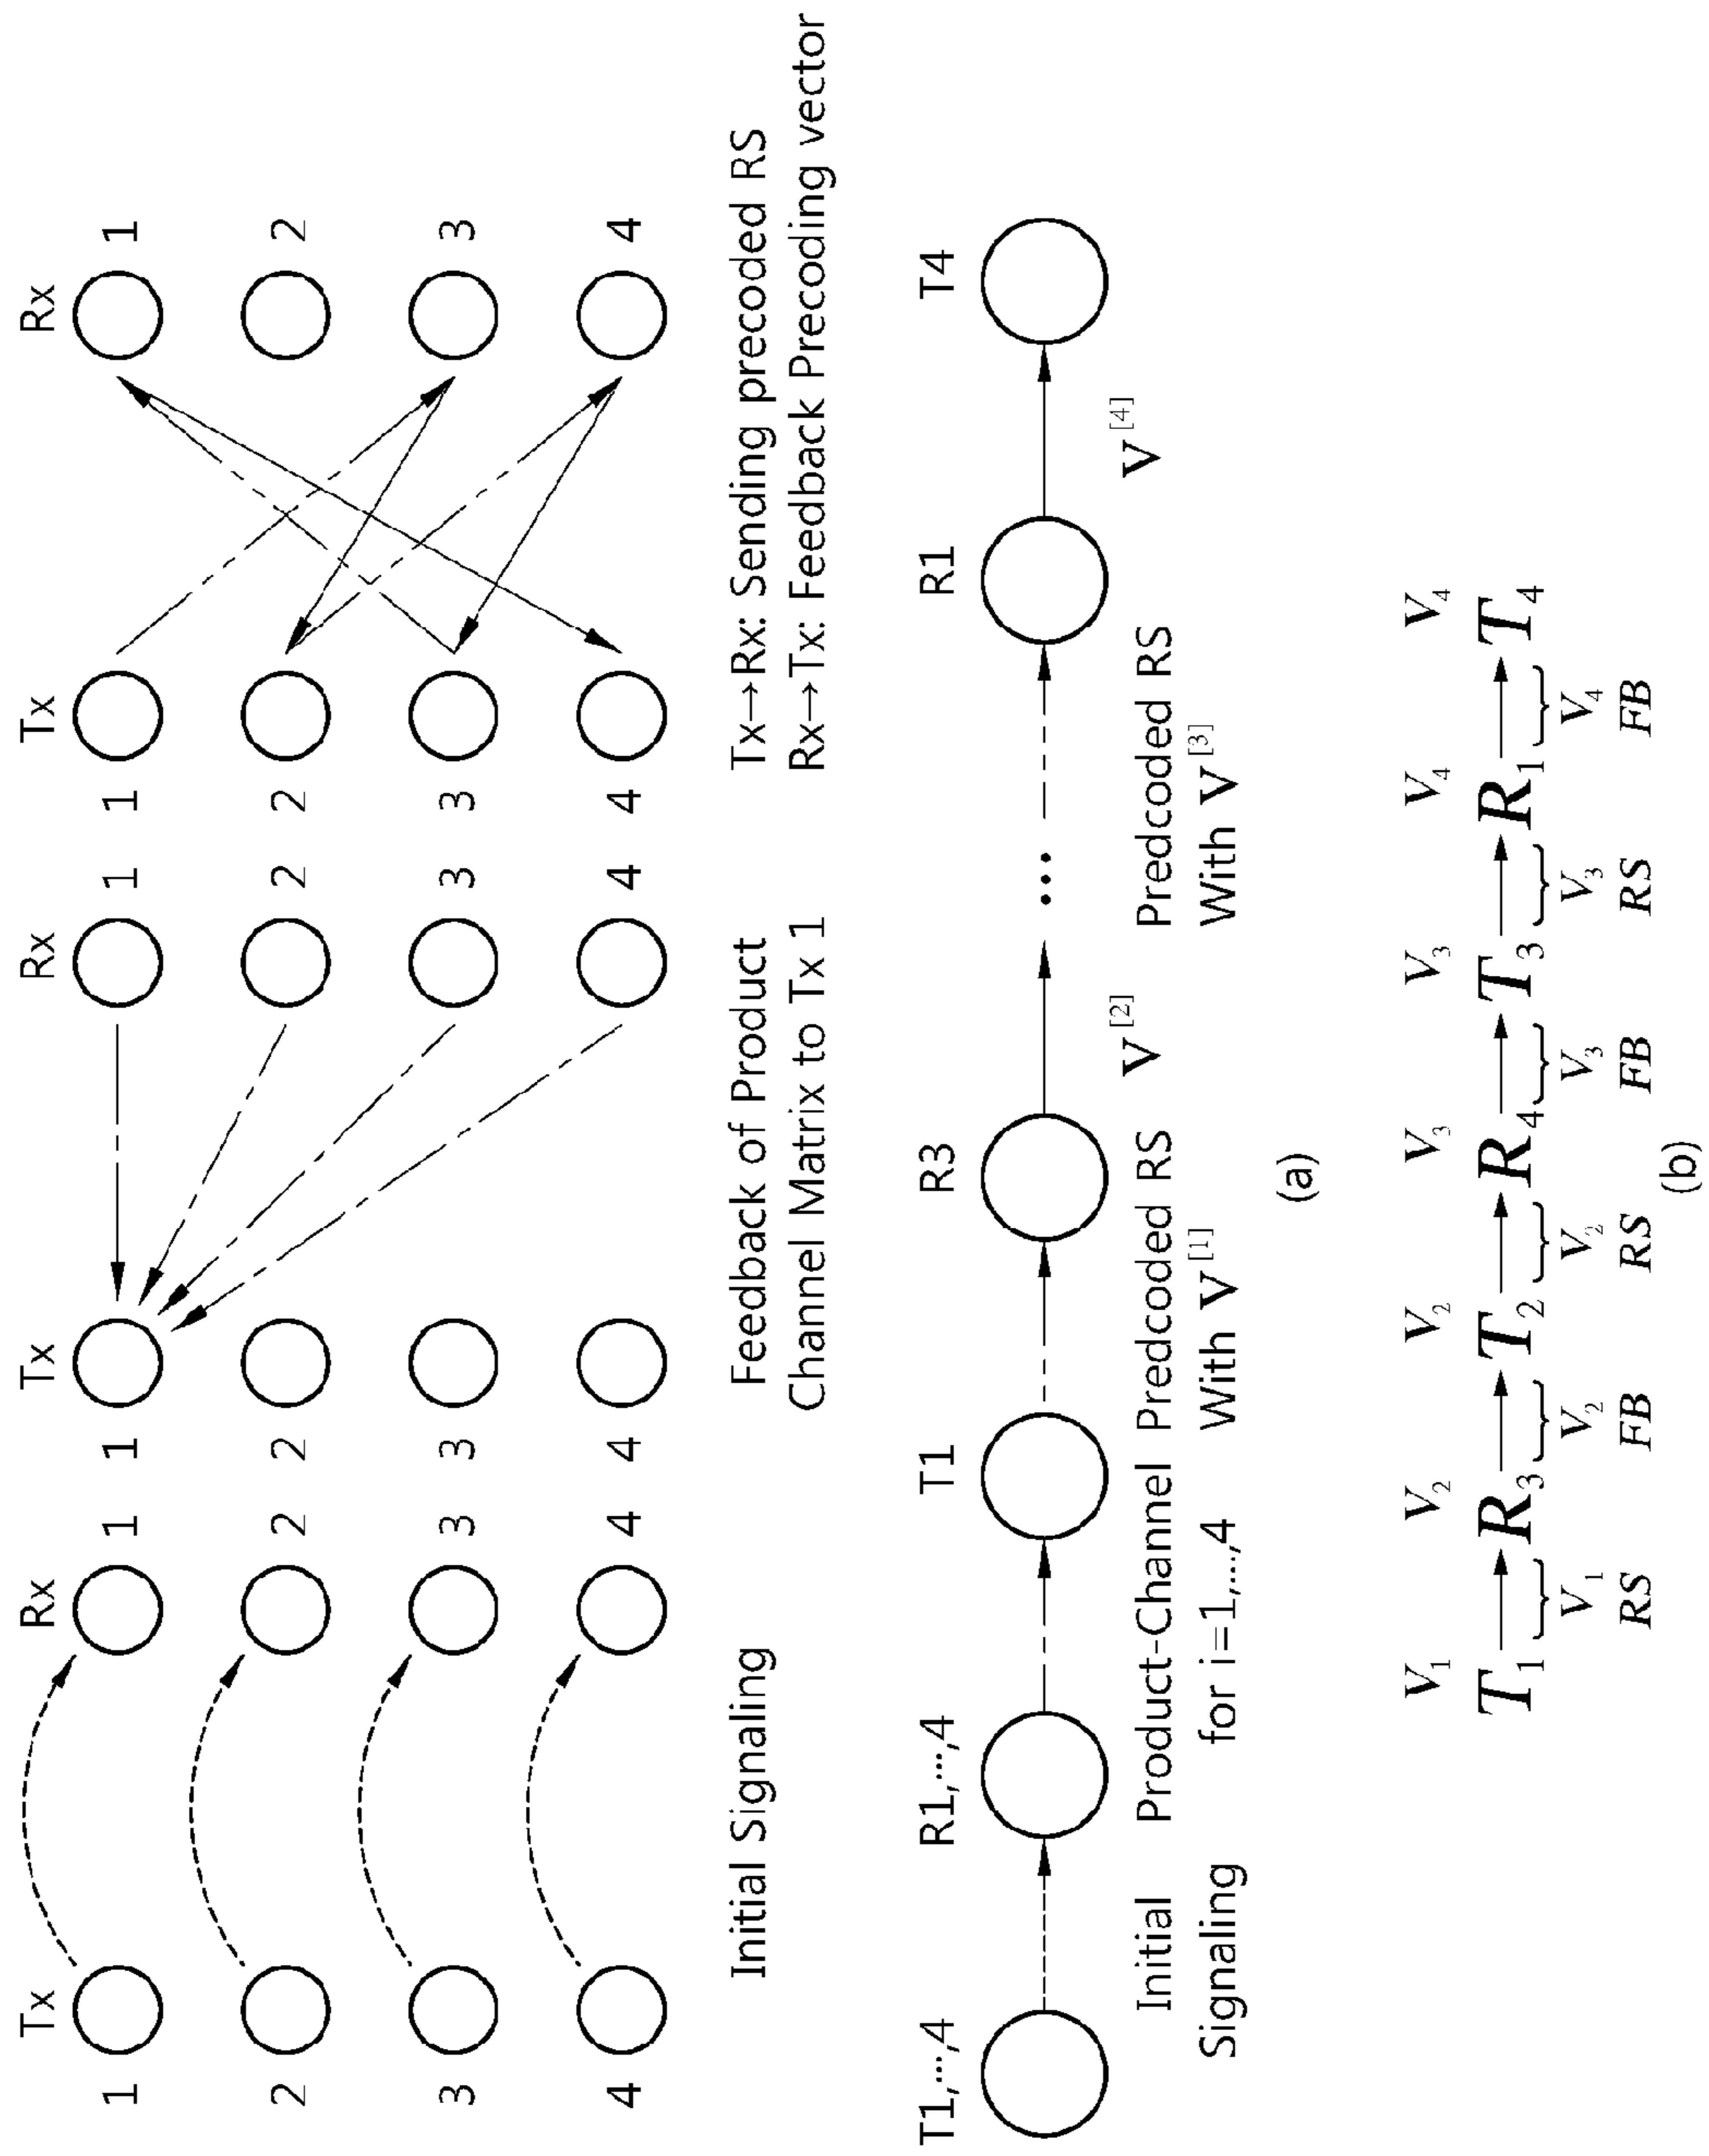 Tx Rx Tx Rx Tx Rx
1 1 1 1 1 1
2 2 2 2 2 2
3 3 3 3 3 3
4 4 4 4 4 4
Initial Signaling
Feedback of Product
Channel Matrix to Tx 1
Tx→Rx: Sending precoded RS
Rx→Tx: Feedback Precoding vector
T1,⋯,4 R1,⋯,4 T1 R3 ⋯ R1 T4
Initial
Signaling
Product-Channel
for i=1,...,4
Predcoded RS
With V[1]
V[2]
Predcoded RS
With V[3]
V[4]
(a)
V1 V2 V2 V3 V3 V4 V4
T1→R3→T2→R4→T3→R1→T4
V1 V2 V2 V3 V3 V4
RS FB RS FB RS FB
(b)